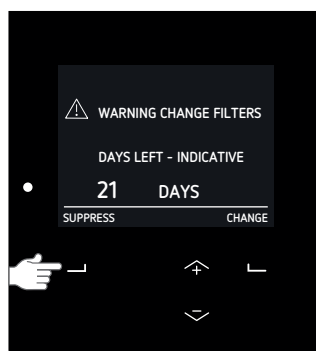 WARNING CHANGE FILTERS
DAYS LEFT - INDICATIVE
21 DAYS
SUPPRESS CHANGE